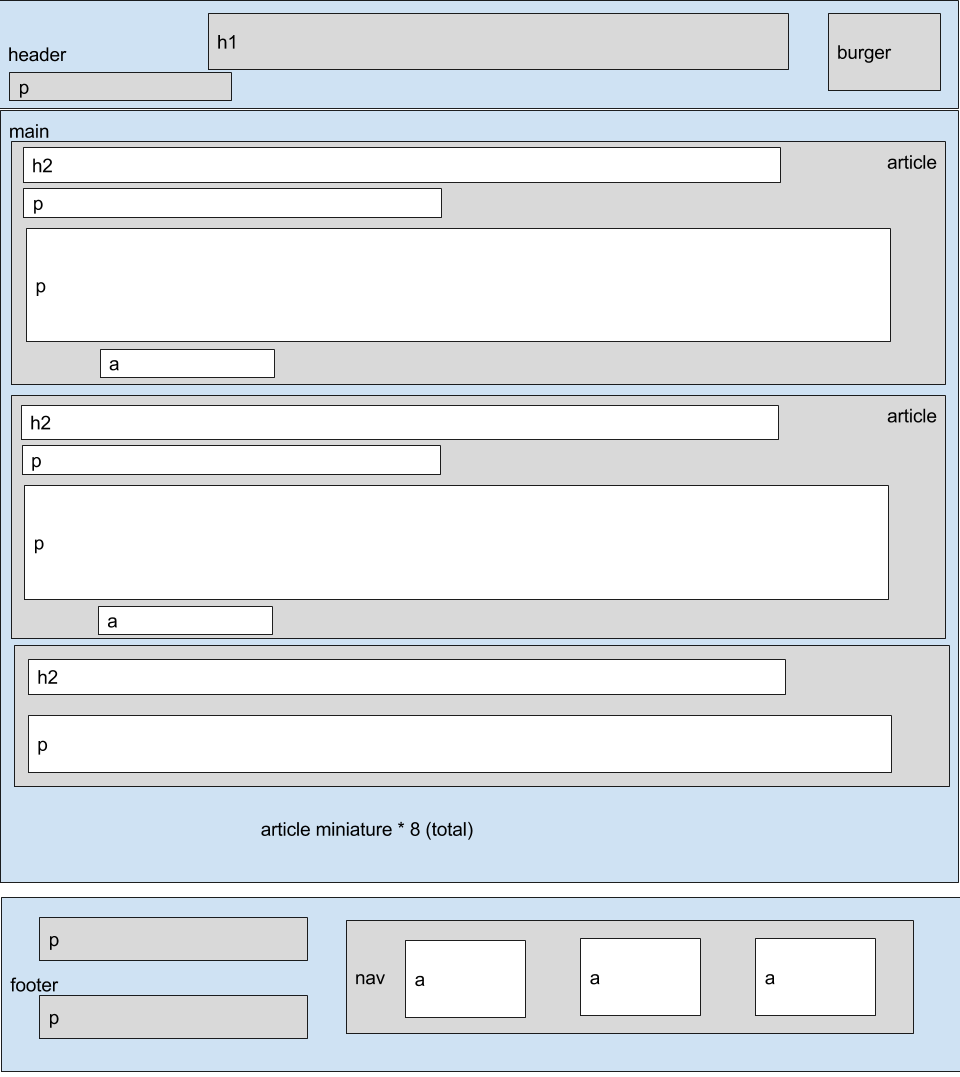 h1
header
burger
p
main
h2
article
p
p
a
h2
article
p
p
a
h2
p
article miniature * 8 (total)
p
footer
p
nav
a
a
a